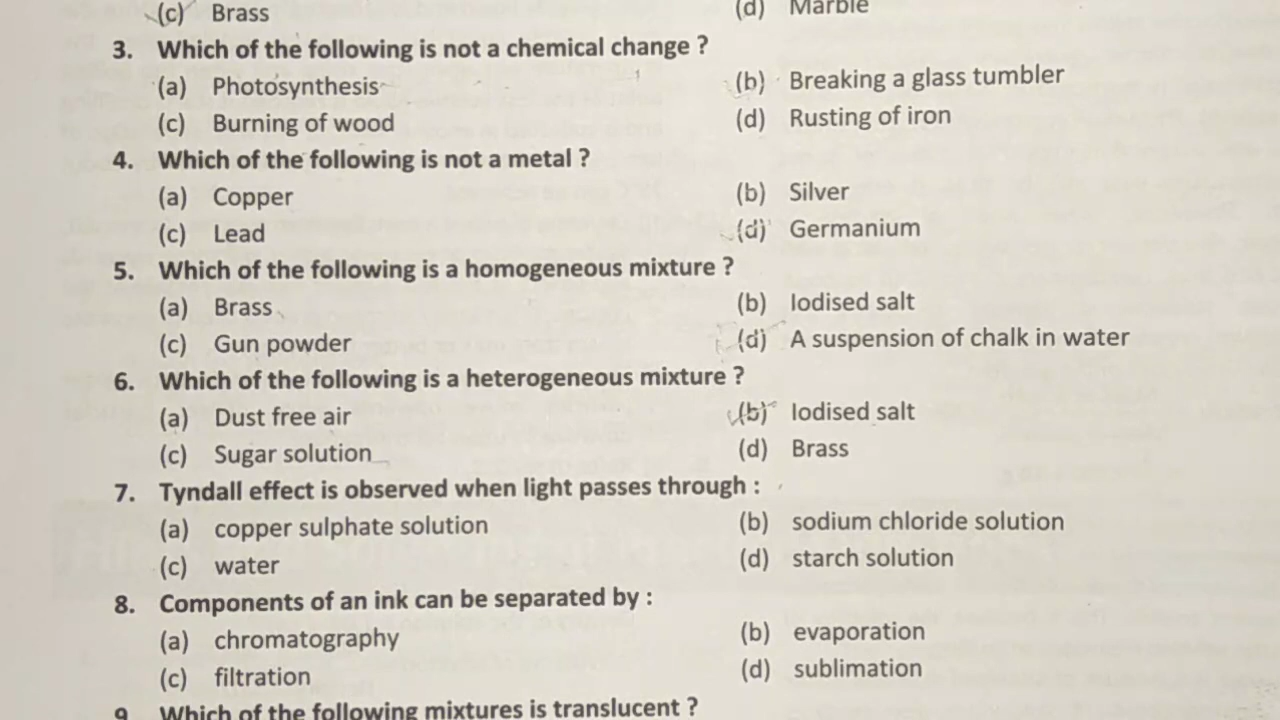 (c) Brass (d) Marble
3. Which of the following is not a chemical change ?
(a) Photosynthesis (b) Breaking a glass tumbler
(c) Burning of wood (d) Rusting of iron
4. Which of the following is not a metal ?
(a) Copper (b) Silver
(c) Lead (d) Germanium
5. Which of the following is a homogeneous mixture ?
(a) Brass (b) Iodised salt
(c) Gun powder (d) A suspension of chalk in water
6. Which of the following is a heterogeneous mixture ?
(a) Dust free air (b) Iodised salt
(c) Sugar solution (d) Brass
7. Tyndall effect is observed when light passes through :
(a) copper sulphate solution (b) sodium chloride solution
(c) water (d) starch solution
8. Components of an ink can be separated by :
(a) chromatography (b) evaporation
(c) filtration (d) sublimation
9 Which of the following mixtures is translucent ?